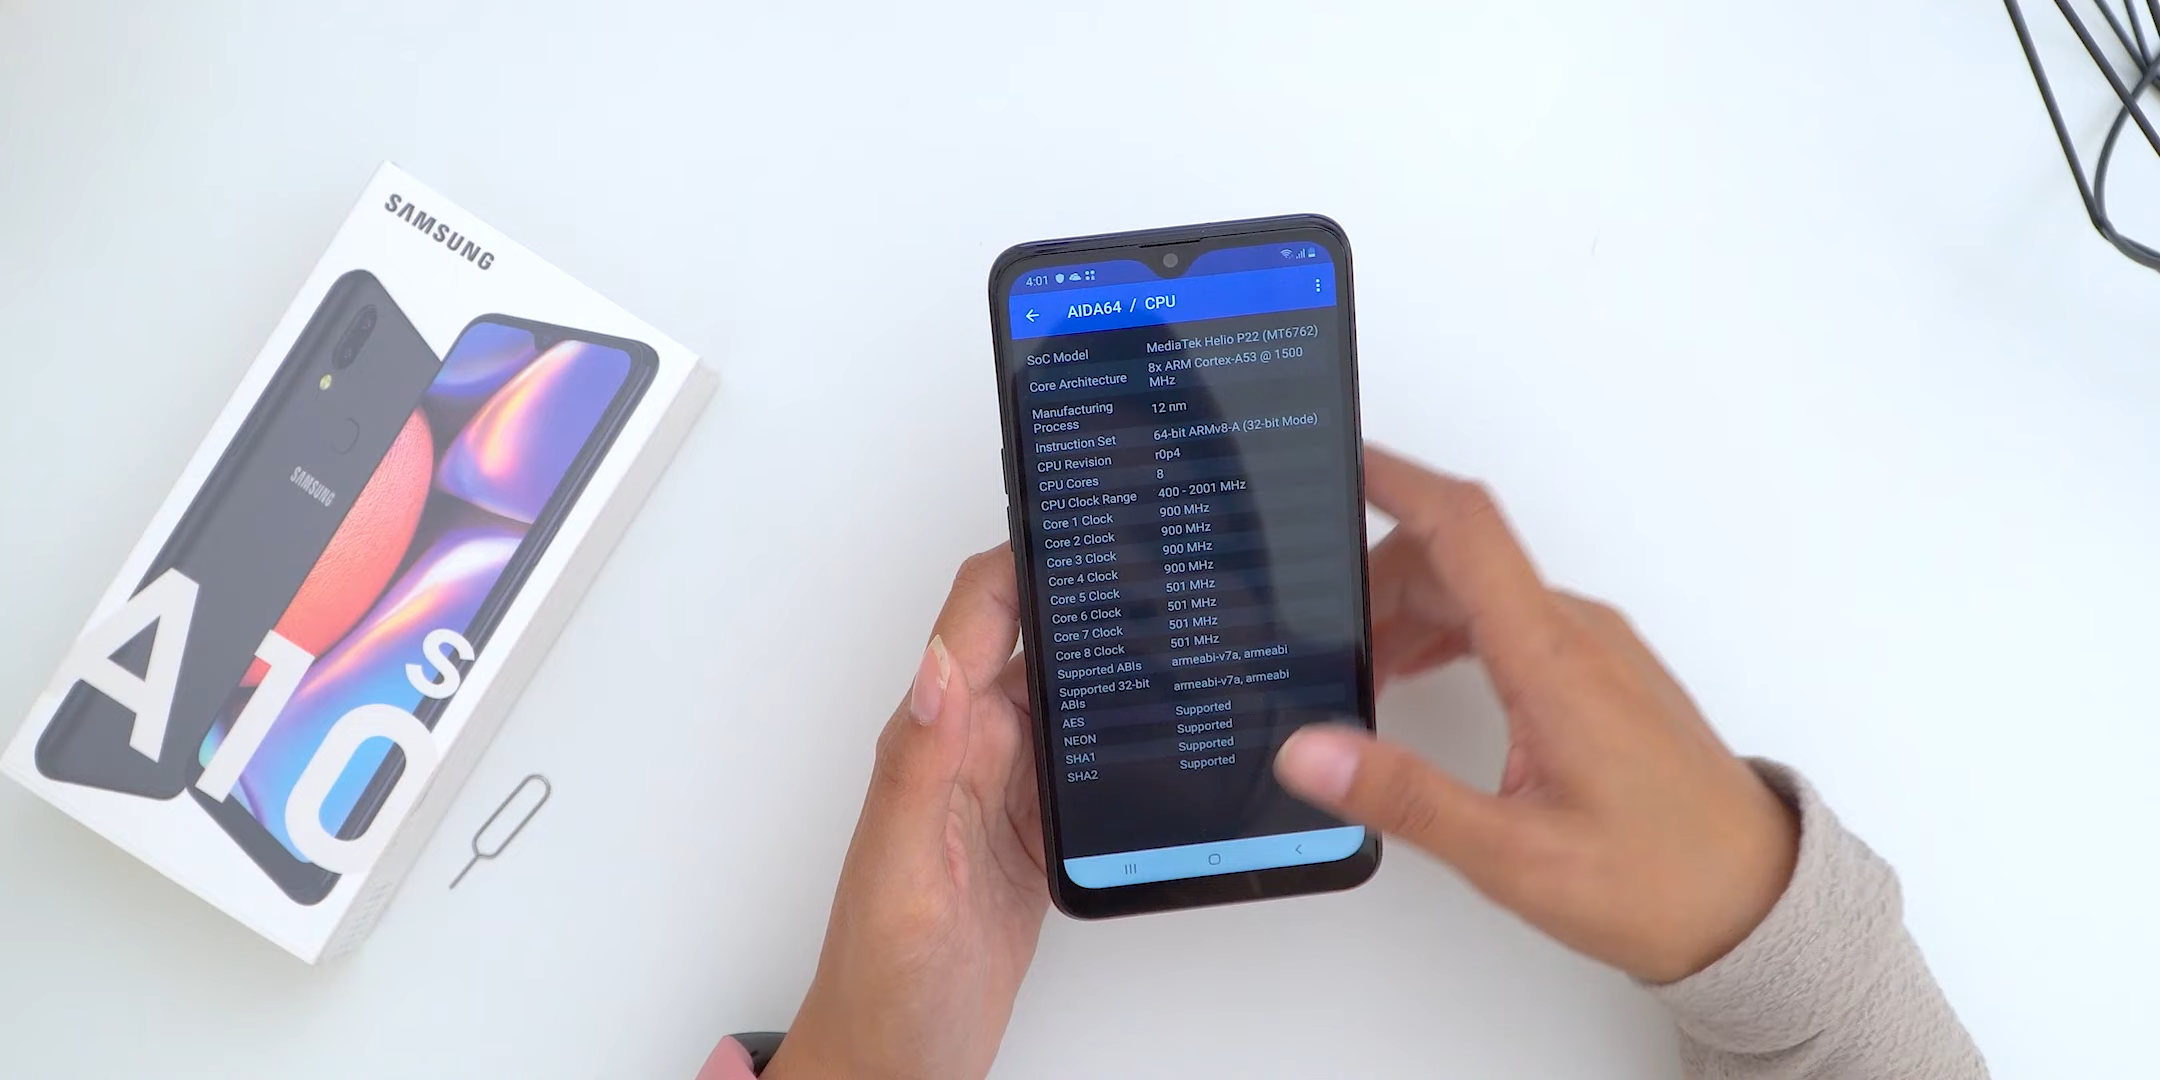 SAMSUNG
SAMSUNG
A10s
4:01
AIDA64 / CPU
SoC Model MediaTek Helio P22 (MT6762)
Core Architecture 8x ARM Cortex-A53 @ 1500
MHz
Manufacturing
Process 12 nm
Instruction Set 64-bit ARMv8-A (32-bit Mode)
CPU Revision r0p4
CPU Cores 8
CPU Clock Range 400 - 2001 MHz
Core 1 Clock 900 MHz
Core 2 Clock 900 MHz
Core 3 Clock 900 MHz
Core 4 Clock 900 MHz
Core 5 Clock 501 MHz
Core 6 Clock 501 MHz
Core 7 Clock 501 MHz
Core 8 Clock 501 MHz
Supported ABIs armeabi-v7a, armeabi
Supported 32-bit
ABIs armeabi-v7a, armeabi
AES Supported
NEON Supported
SHA1 Supported
SHA2 Supported